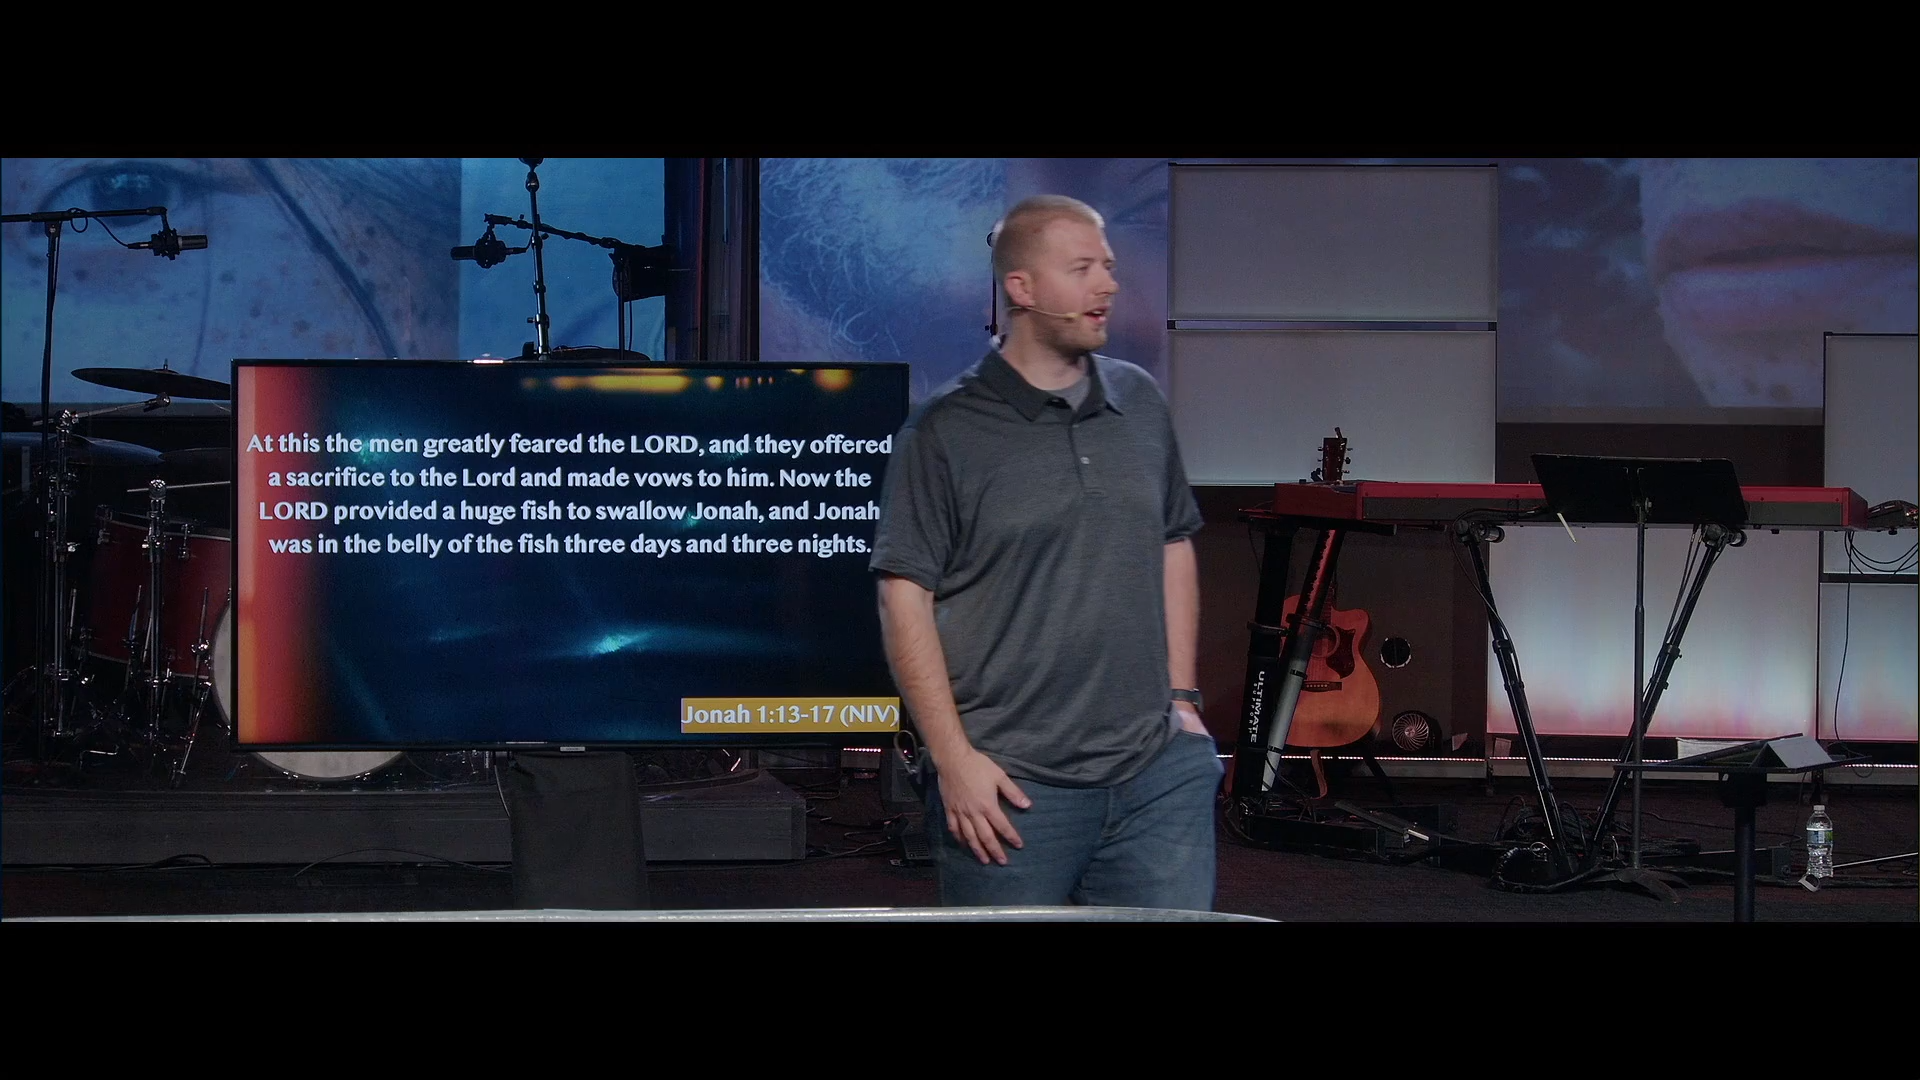 At this the men greatly feared the LORD, and they offered
a sacrifice to the Lord and made vows to him. Now the
LORD provided a huge fish to swallow Jonah, and Jonah
was in the belly of the fish three days and three nights.
Jonah 1:13-17 (NIV)
ULTIMATE